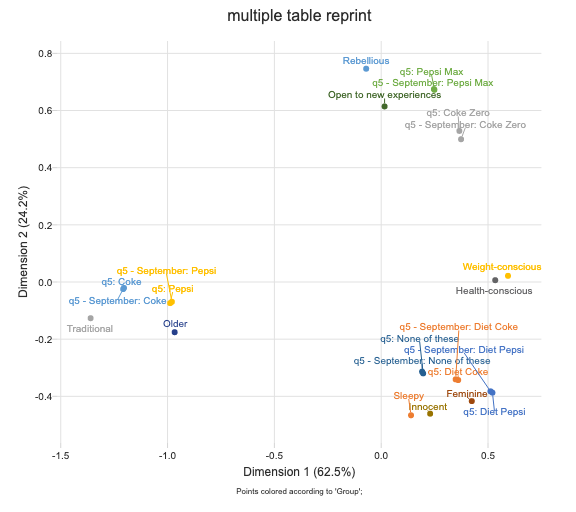 multiple table reprint
0.8
Rebellious
q5: Pepsi Max
q5 - September: Pepsi Max
Open to new experiences
0.6
q5: Coke Zero
q5 - September: Coke Zero
0.4
0.2
Dimension 2 (24.2%)
q5 - September: Pepsi
Weight-conscious
0.0
q5: Coke
q5: Pepsi
Health-conscious
q5 - September: Coke
Traditional
Older
q5 - September: Diet Coke
-0.2
q5: None of these
q5 - September: Diet Pepsi
q5 - September: None of these
q5: Diet Coke
-0.4
Sleepy
Feminine
Innocent
q5: Diet Pepsi
-1.5
-1.0
-0.5
0.0
0.5
Dimension 1 (62.5%)
Points colored according to 'Group';